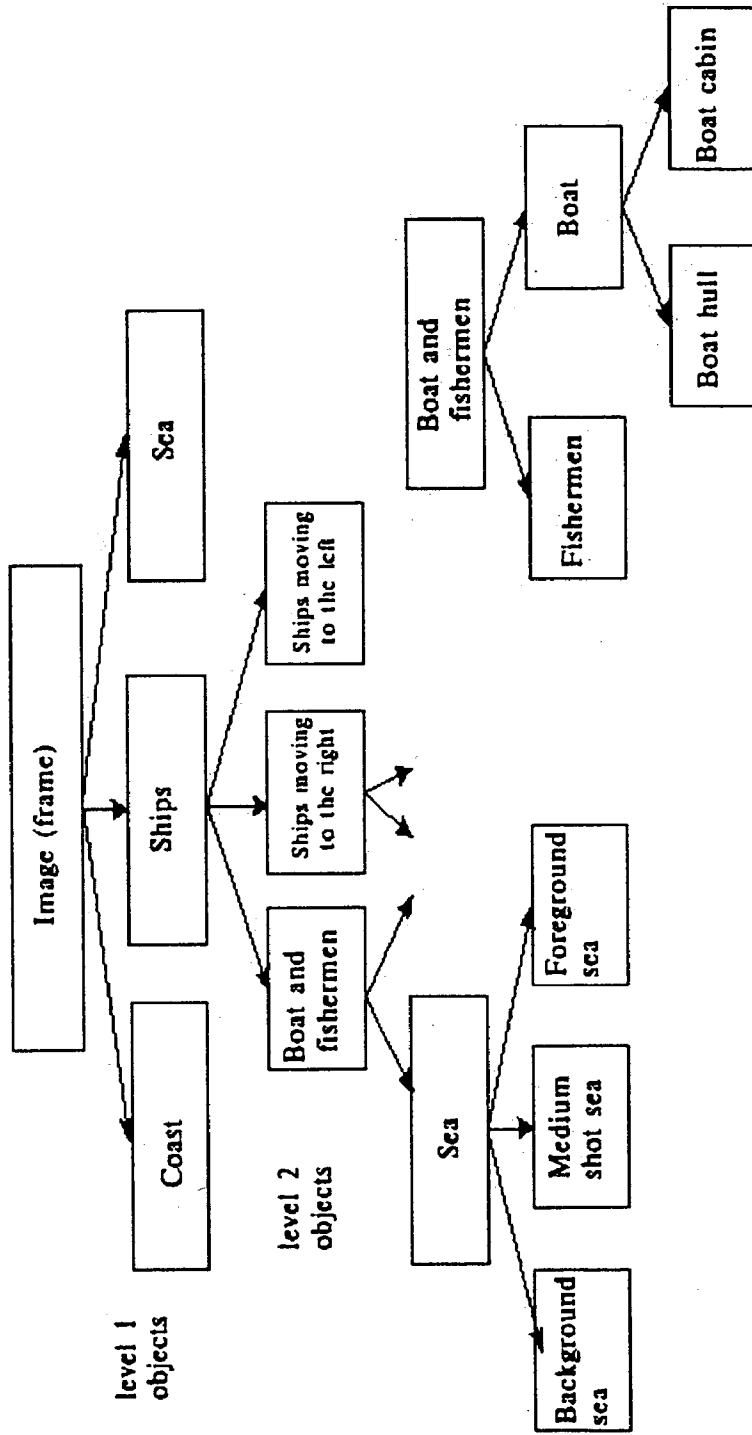 Image (frame)
level 1
objects
Coast
Ships
Sea
level 2
objects
Boat and
fishermen
Ships moving
to the right
Ships moving
to the left
Sea
Background
sea
Medium
shot sea
Foreground
sea
Boat and
fishermen
Fishermen
Boat
Boat hull
Boat cabin